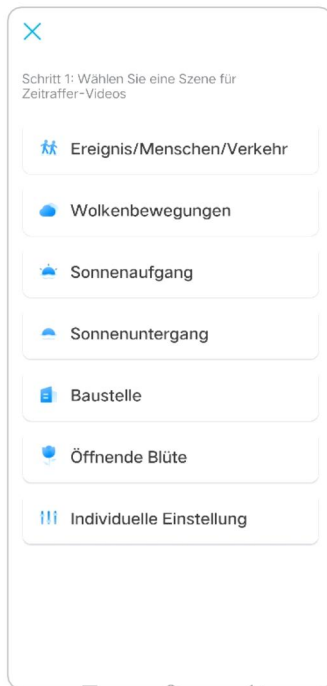 Schritt 1: Wählen Sie eine Szene für
Zeitraffer-Videos
Ereignis/Menschen/Verkehr
Wolkenbewegungen
Sonnenaufgang
Sonnenuntergang
Baustelle
Öffnende Blüte
Individuelle Einstellung